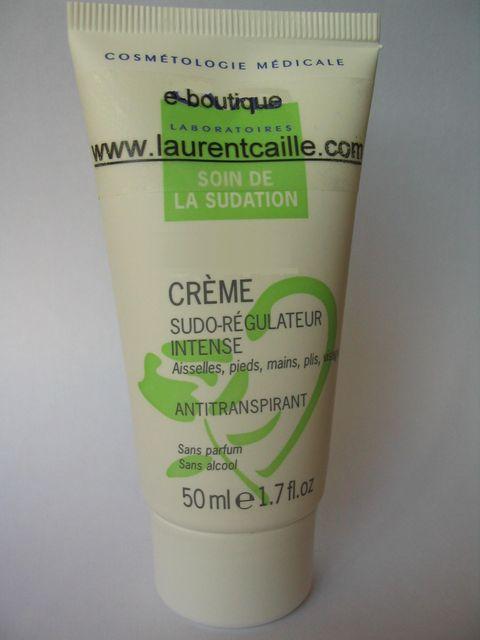 COSMÉTOLOGIE MÉDICALE
e-boutique
LABORATOIRES
www.laurentcaille.com
SOIN DE
LA SUDATION
CRÈME
SUDO-RÉGULATEUR
INTENSE
Aisselles, pieds, mains, plis,
ANTITRANSPIRANT
Sans parfum
Sans alcool
50 ml e 1.7 fl.oz